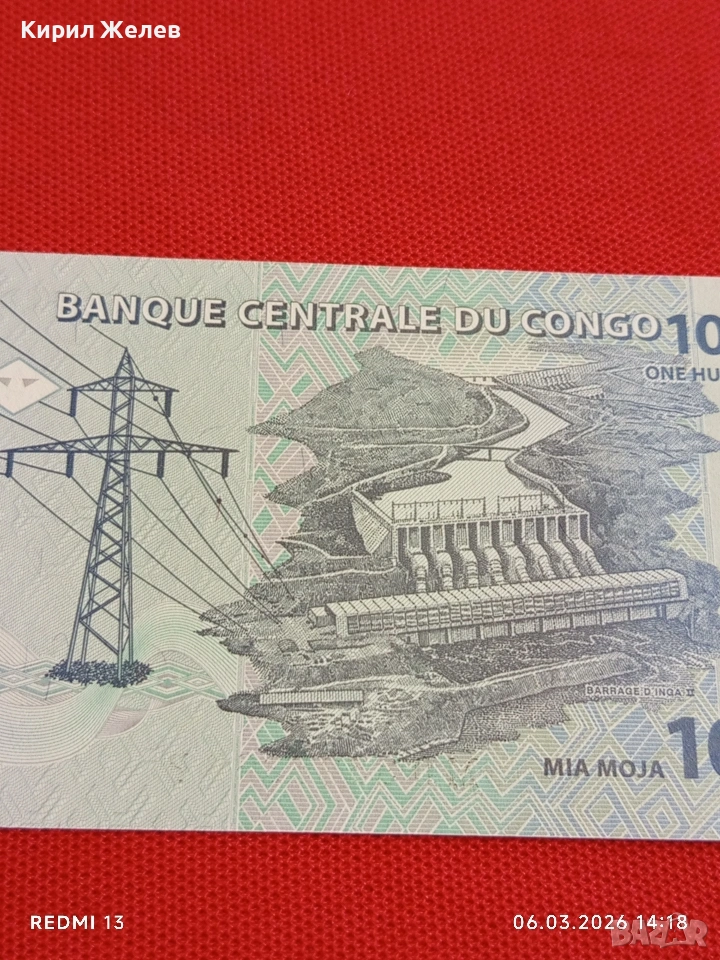 Кирил Желев
BANQUE CENTRALE DU CONGO 10
ONE HU
BARRAGE D'INGA II
MIA MOJA 10
REDMI 13
06.03.2026 14:18
BAZAR